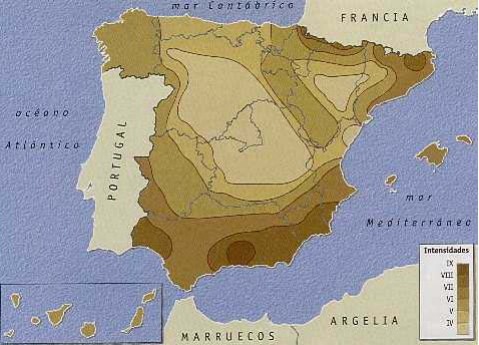 mar Cantábrico
FRANCIA
océano
Atlántico
PORTUGAL
mar
Mediterráneo
Intensidades
IX
VIII
VII
VI
V
IV
MARRUECOS
ARGELIA